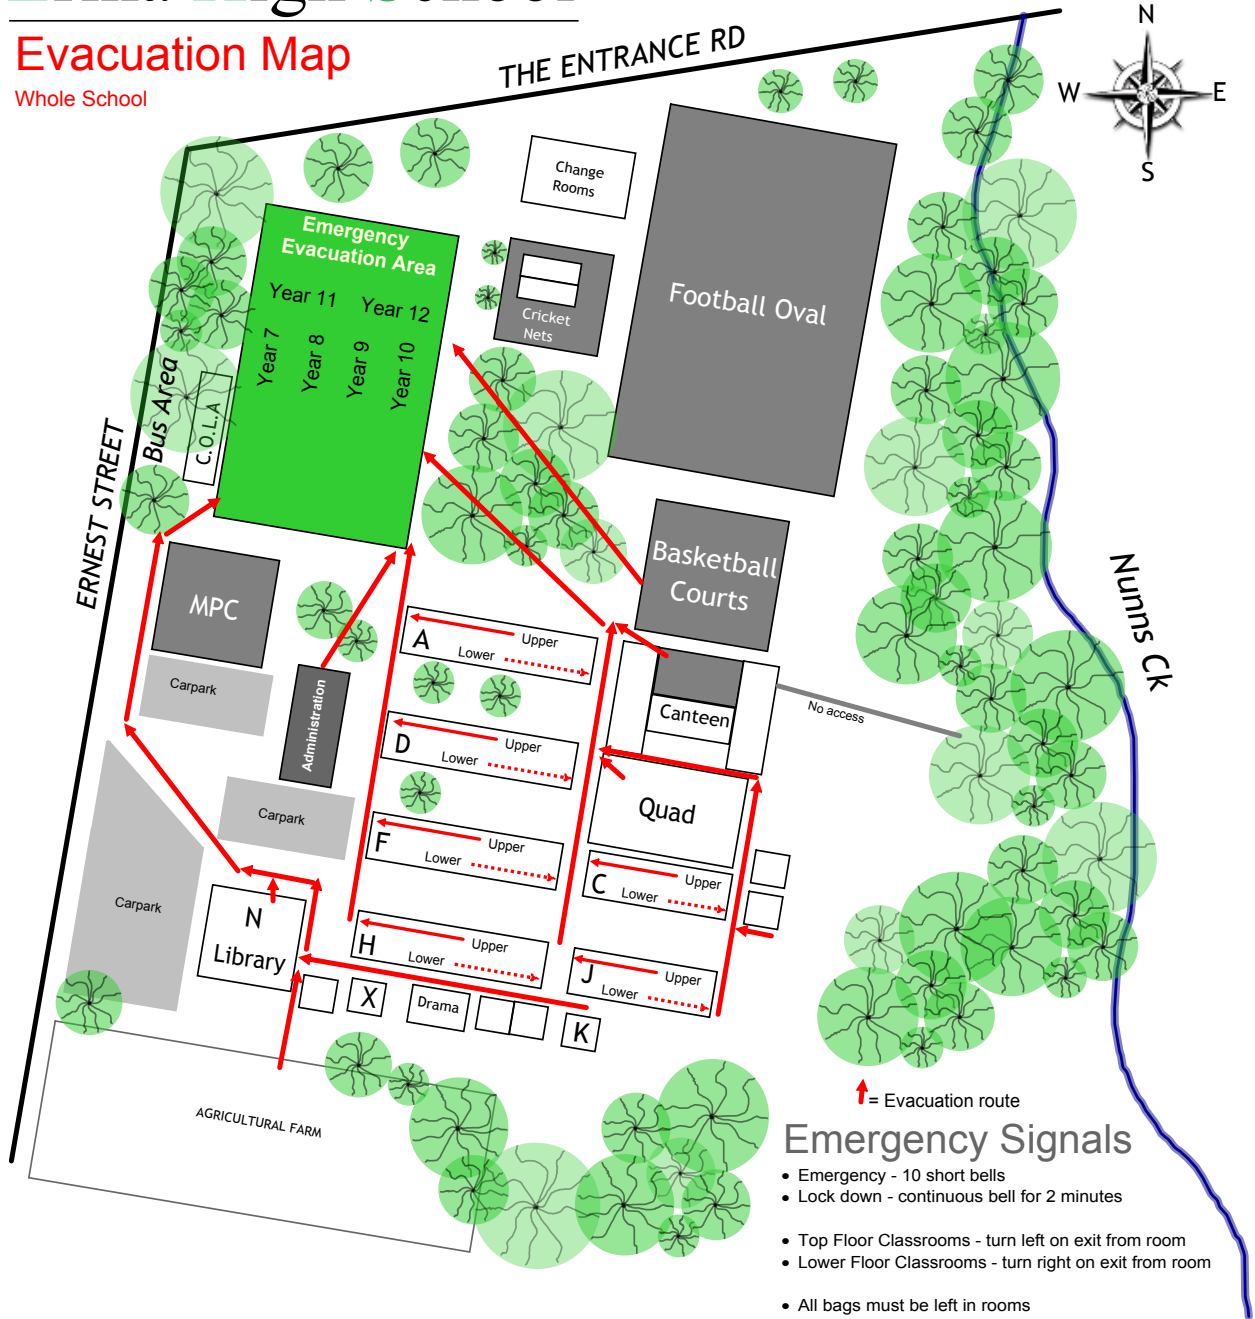 Evacuation Map
Whole School
THE ENTRANCE RD
N
W
E
S
Change
Rooms
Emergency
Evacuation Area
Year 11
Year 12
Year 7
Year 8
Year 9
Year 10
Cricket
Nets
Football Oval
Bus Area
C.O.L.A
ERNEST STREET
Basketball
Courts
Nunns Ck
MPC
A
Upper
Lower
Carpark
Administration
Canteen
No access
D
Upper
Lower
Quad
Carpark
F
Upper
Lower
C
Upper
Lower
Carpark
N
Library
H
Upper
Lower
J
Upper
Lower
X
Drama
K
AGRICULTURAL FARM
= Evacuation route
Emergency Signals
• Emergency - 10 short bells
• Lock down - continuous bell for 2 minutes
• Top Floor Classrooms - turn left on exit from room
• Lower Floor Classrooms - turn right on exit from room
• All bags must be left in rooms